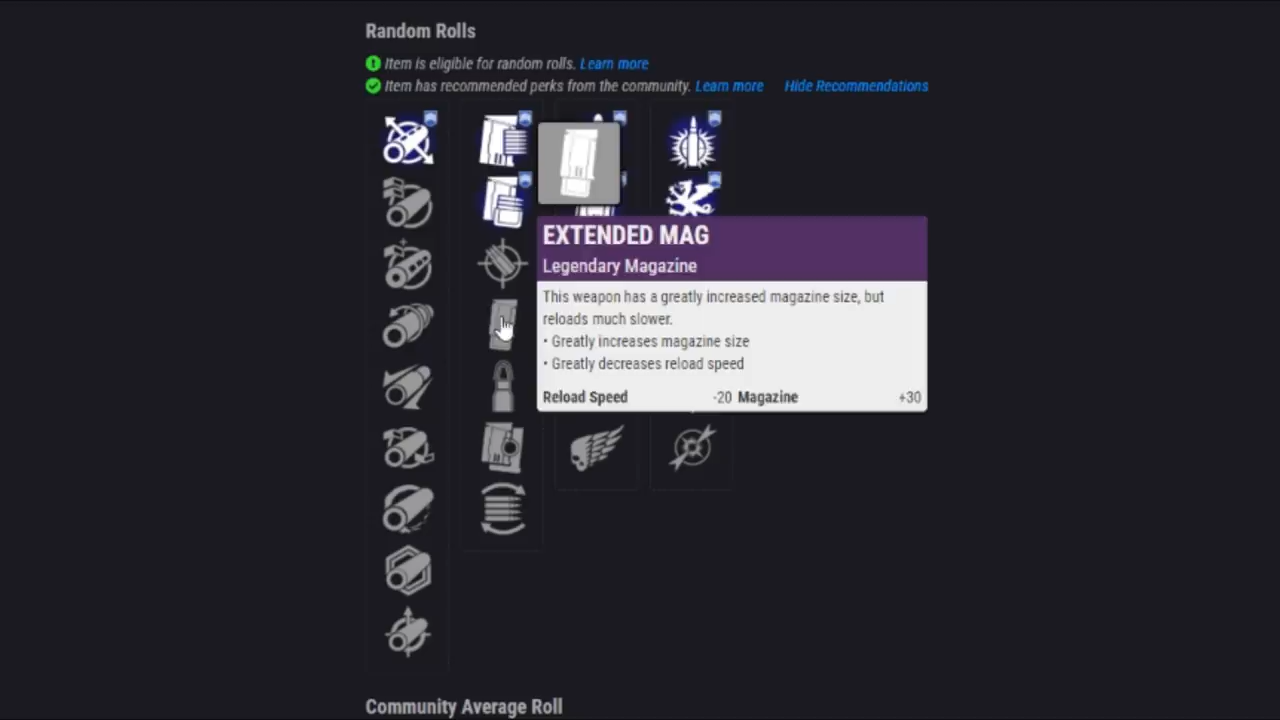 Random Rolls
Item is eligible for random rolls. Learn more
Item has recommended perks from the community. Learn more Hide Recommendations
EXTENDED MAG
Legendary Magazine
This weapon has a greatly increased magazine size, but
reloads much slower.
• Greatly increases magazine size
• Greatly decreases reload speed
Reload Speed -20 Magazine +30
Community Average Roll